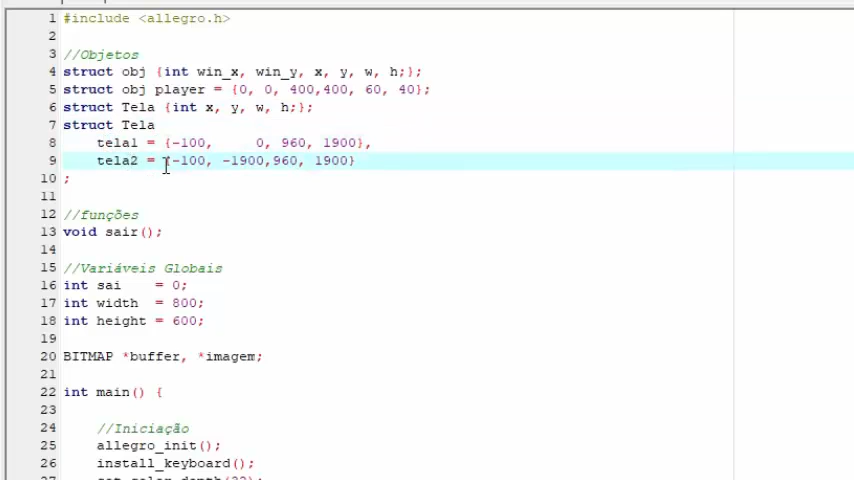 1 #include <allegro.h>
2
3 //Objetos
4 struct obj {int win_x, win_y, x, y, w, h;};
5 struct obj player = {0, 0, 400,400, 60, 40};
6 struct Tela {int x, y, w, h;};
7 struct Tela
8 tela1 = {-100, 0, 960, 1900},
9 tela2 = {-100, -1900,960, 1900}
10 ;
11
12 //funções
13 void sair();
14
15 //Variáveis Globais
16 int sai = 0;
17 int width = 800;
18 int height = 600;
19
20 BITMAP *buffer, *imagem;
21
22 int main() {
23
24 //Iniciação
25 allegro_init();
26 install_keyboard();